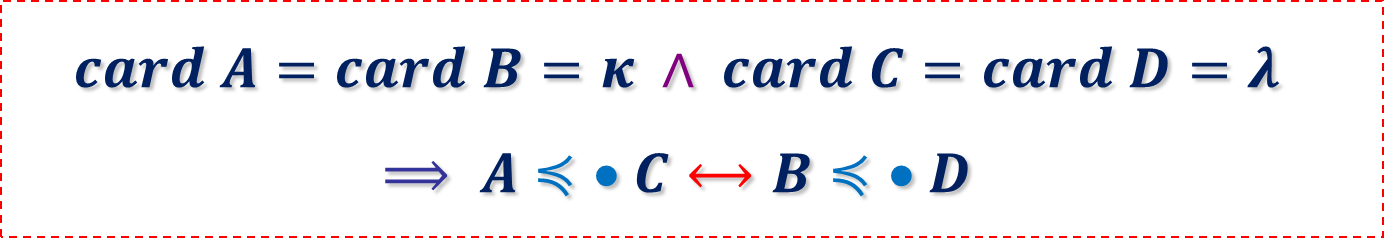 card A = card B = κ ∧ card C = card D = λ
⟹ A ≼ • C ⟷ B ≼ • D